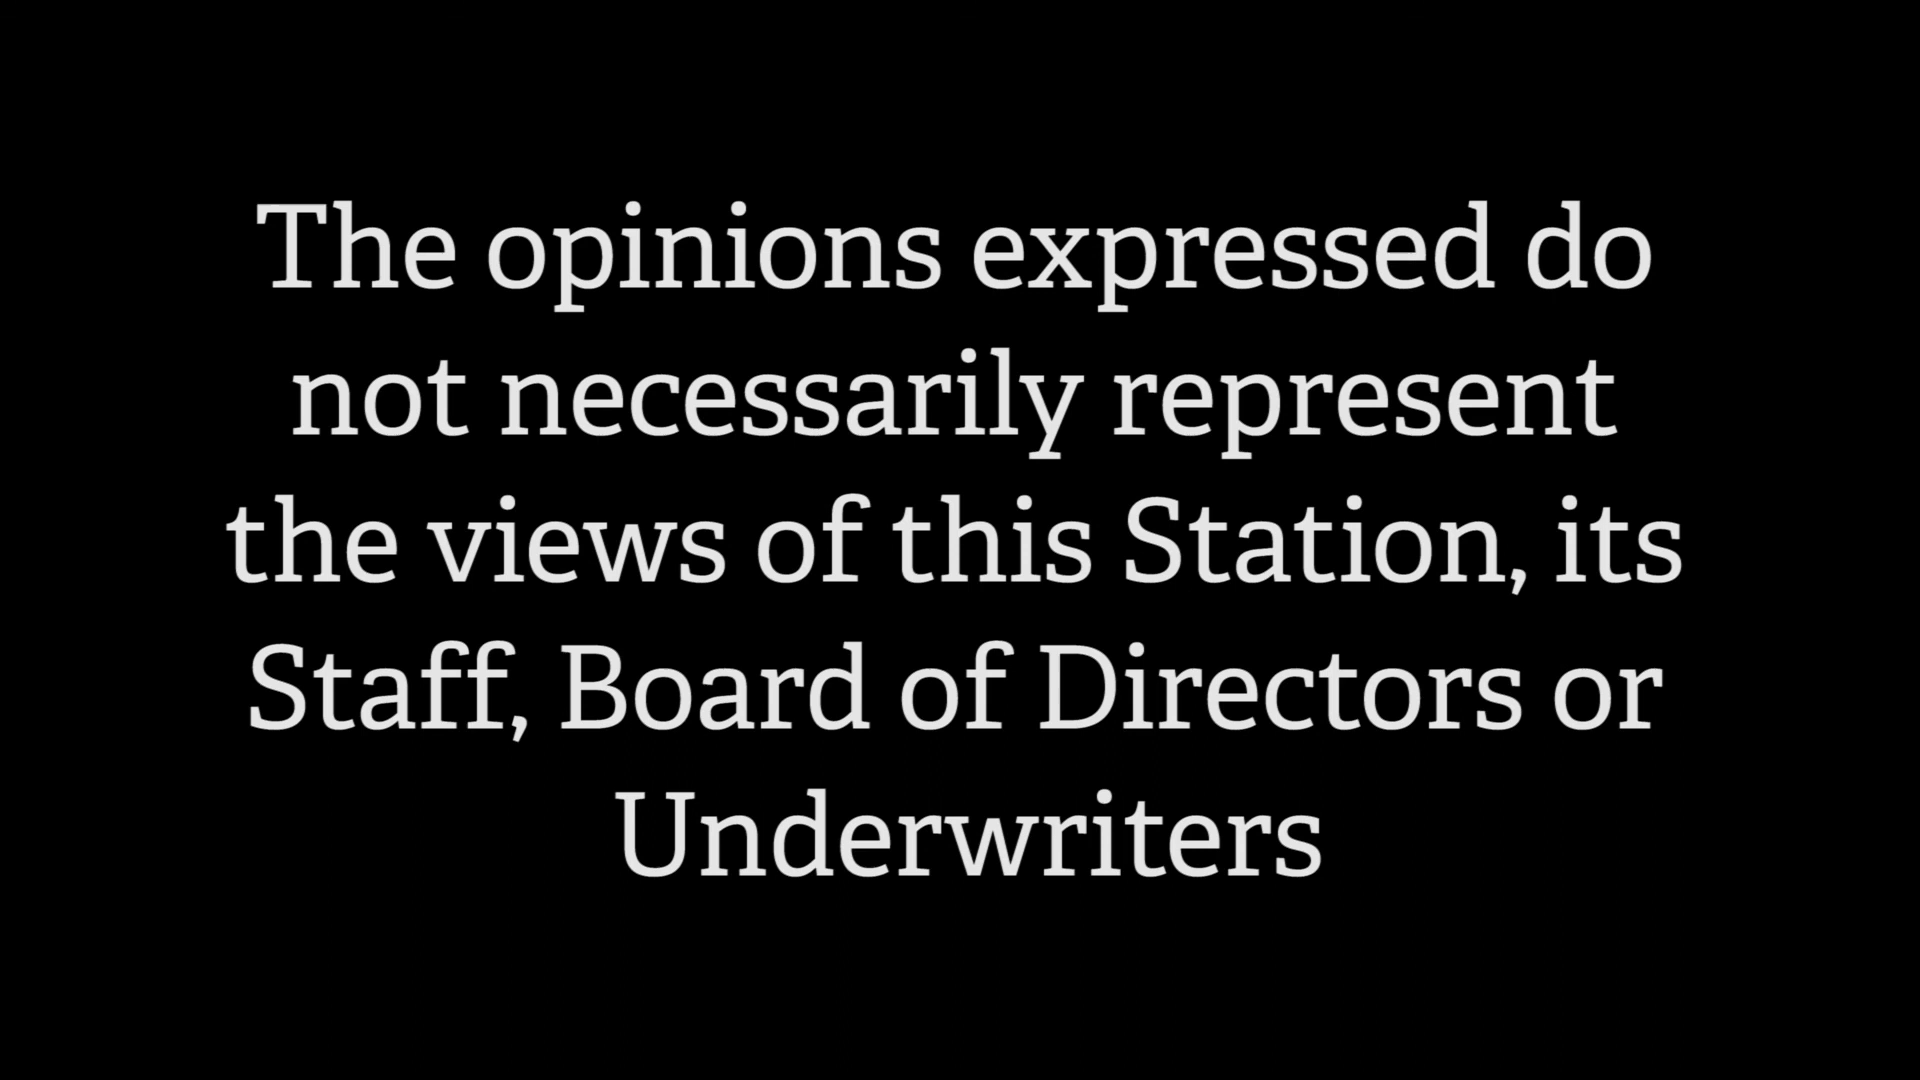 The opinions expressed do
not necessarily represent
the views of this Station, its
Staff, Board of Directors or
Underwriters